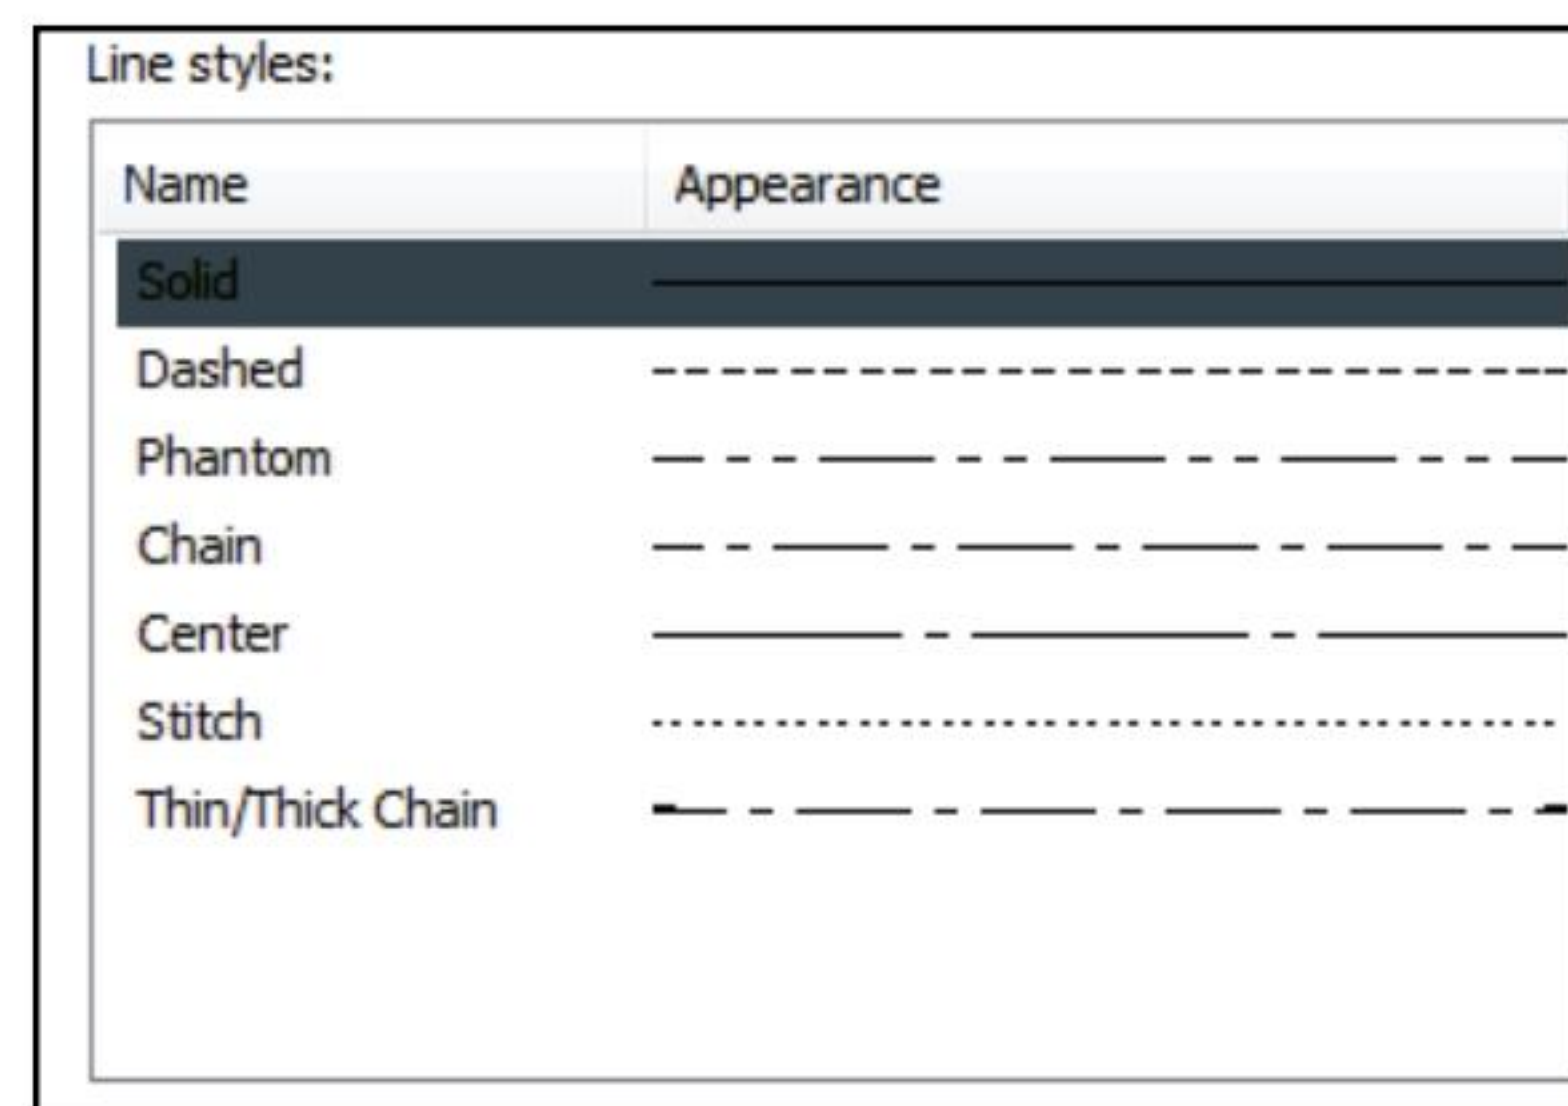 Line styles:
Name Appearance
Solid
Dashed
Phantom
Chain
Center
Stitch
Thin/Thick Chain